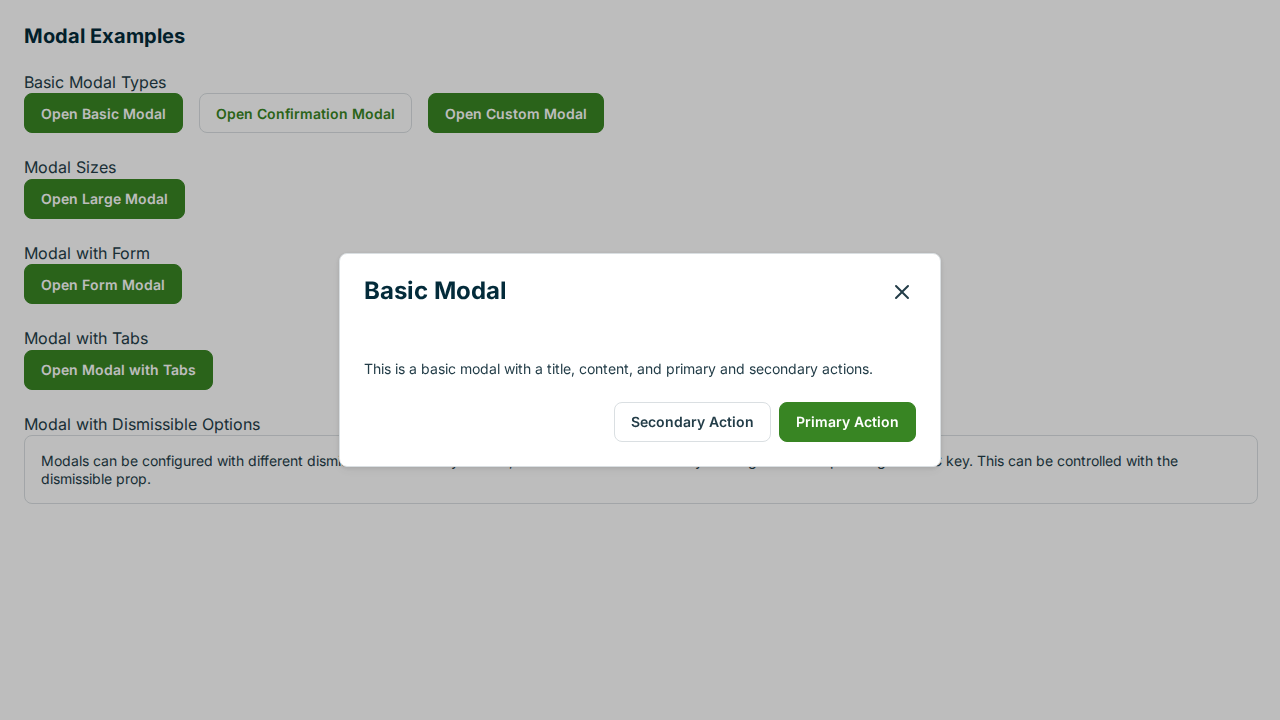 Modal Examples
Basic Modal Types
Open Basic Modal
Open Confirmation Modal
Open Custom Modal
Modal Sizes
Open Large Modal
Modal with Form
Open Form Modal
Modal with Tabs
Open Modal with Tabs
Modal with Dismissible Options
Modals can be configured with different key. This can be controlled with the
dismissible prop.
Basic Modal
This is a basic modal with a title, content, and primary and secondary actions.
Secondary Action
Primary Action